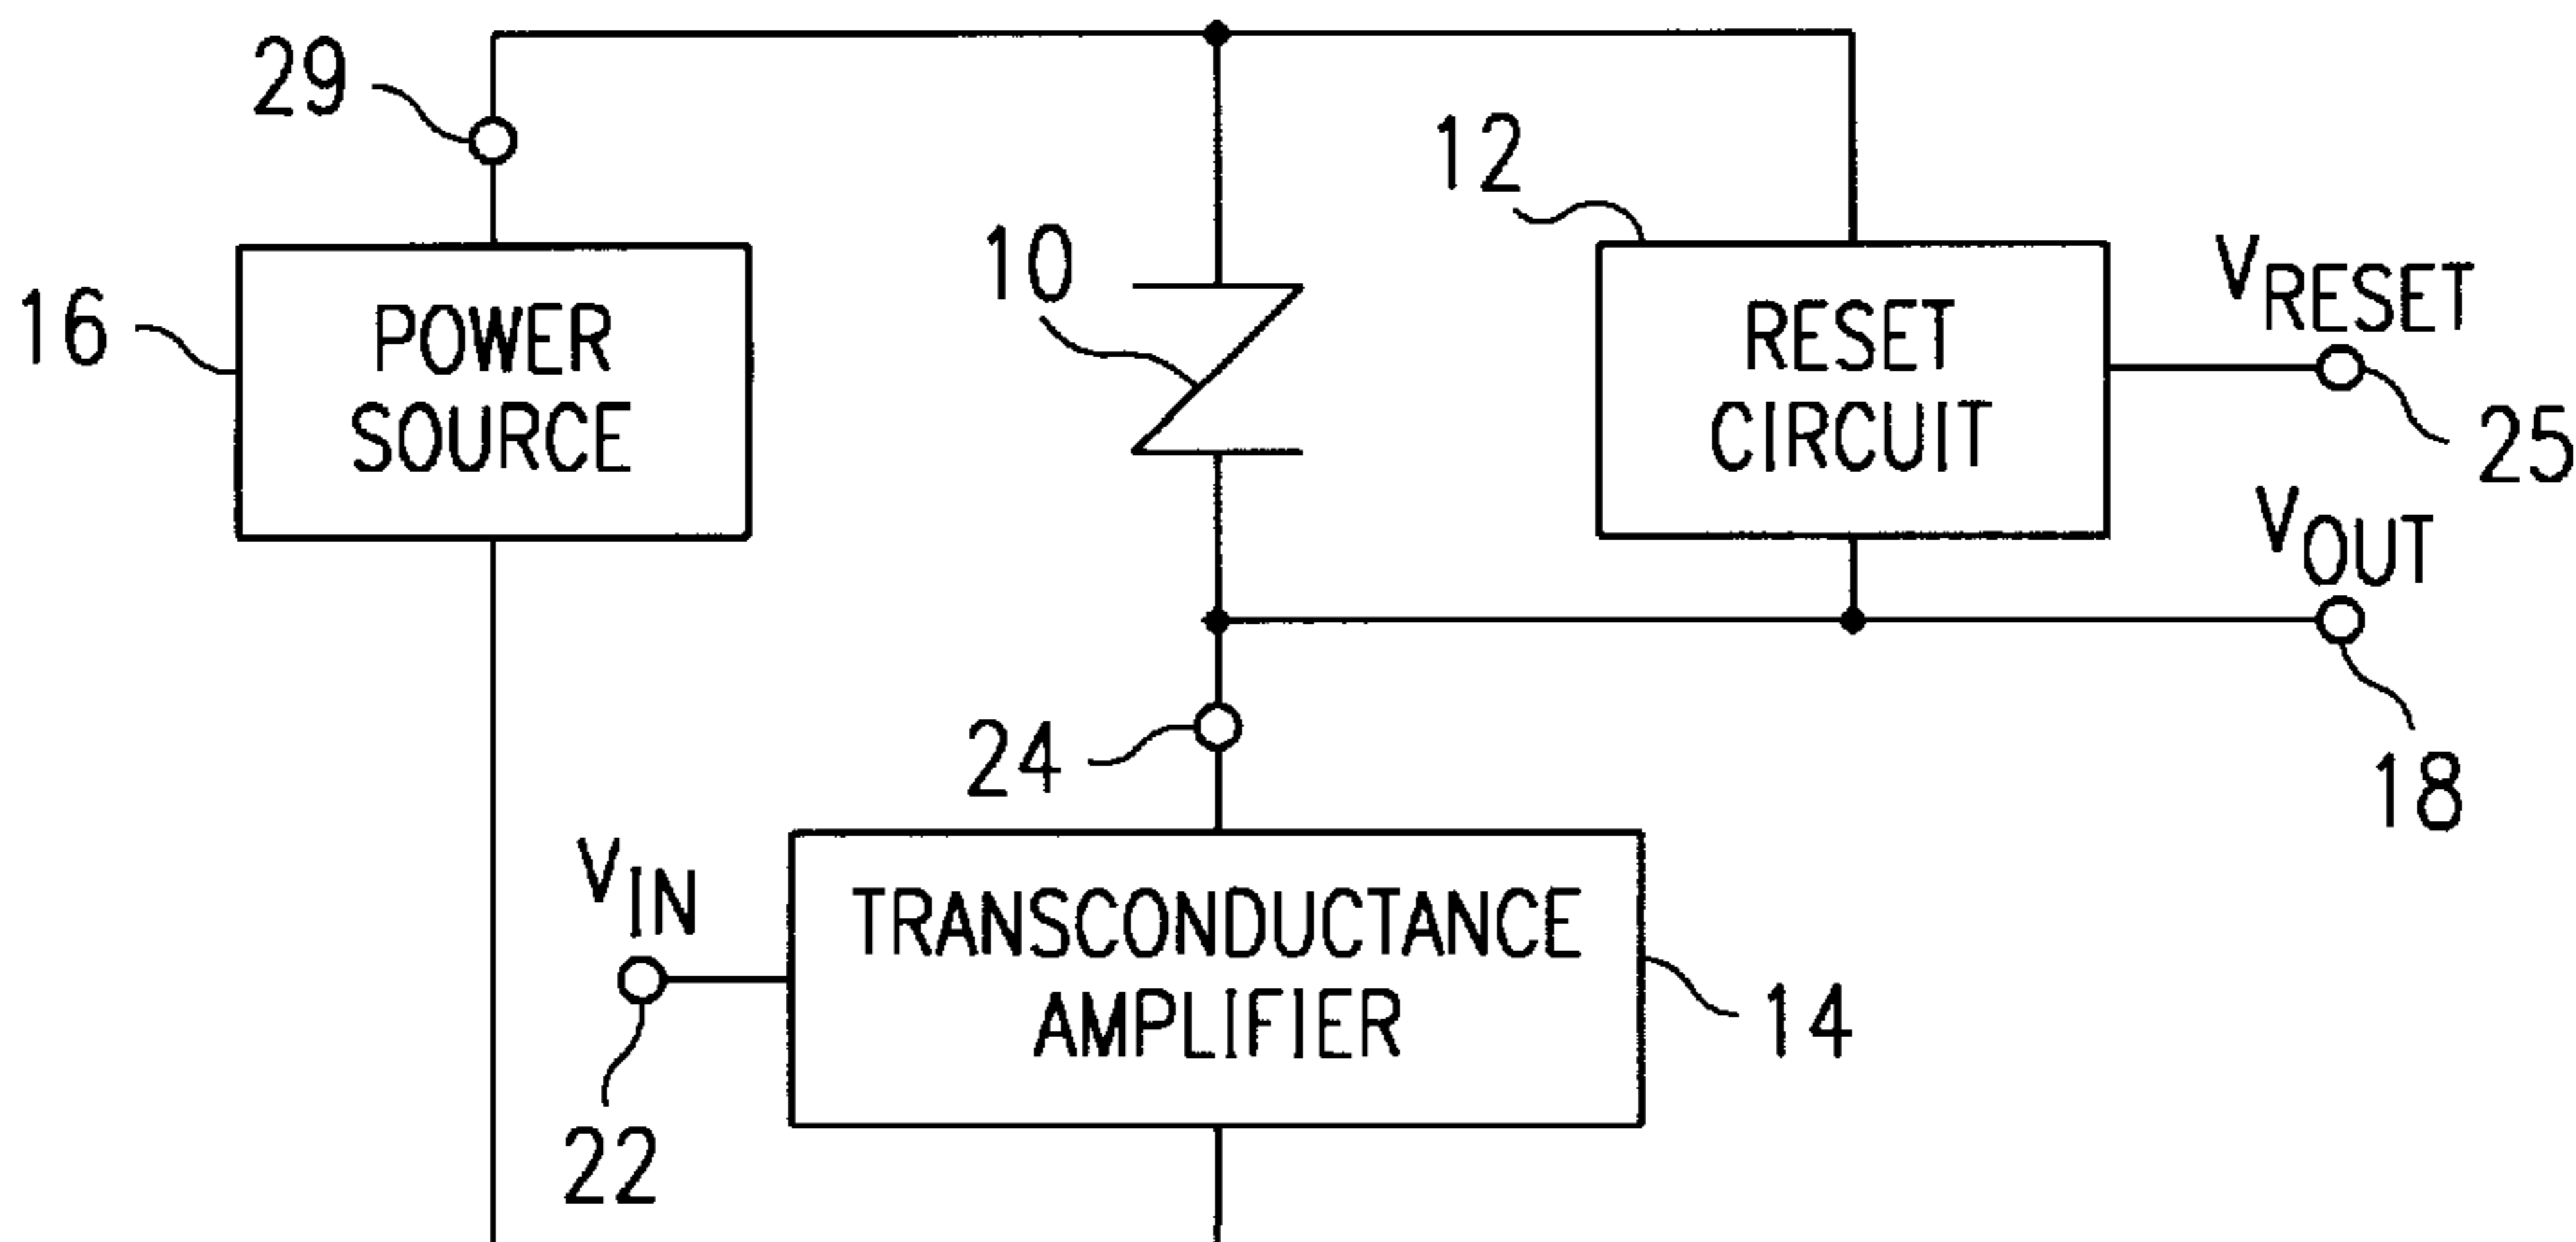 29
12
10
16
POWER
SOURCE
RESET
CIRCUIT
VRESET
25
VOUT
24
18
VIN
TRANSCONDUCTANCE
AMPLIFIER
14
22